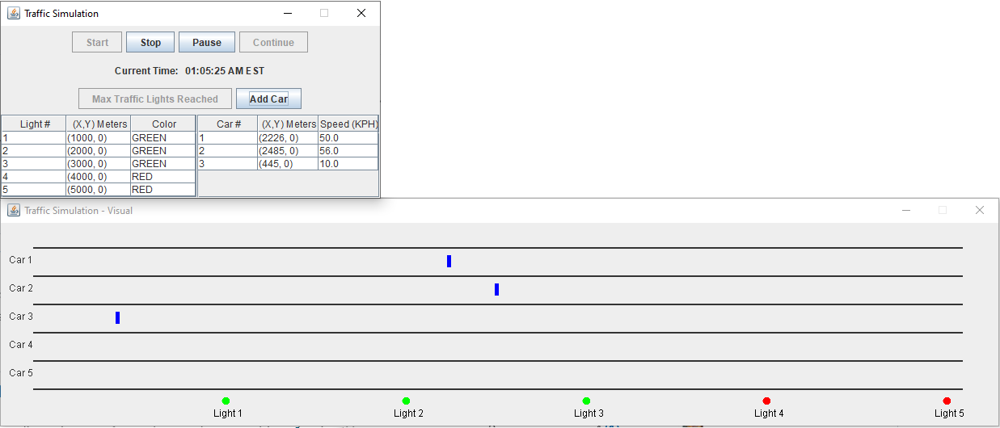 Traffic Simulation
Start Stop Pause Continue
Current Time: 01:05:25 AM EST
Max Traffic Lights Reached Add Car
Light # (X,Y) Meters Color Car # (X,Y) Meters Speed (KPH)
1 (1000, 0) GREEN 1 (2226, 0) 50.0
2 (2000, 0) GREEN 2 (2485, 0) 56.0
3 (3000, 0) GREEN 3 (445, 0) 10.0
4 (4000, 0) RED
5 (5000, 0) RED
Traffic Simulation - Visual
Car 1
Car 2
Car 3
Car 4
Car 5
Light 1 Light 2 Light 3 Light 4 Light 5